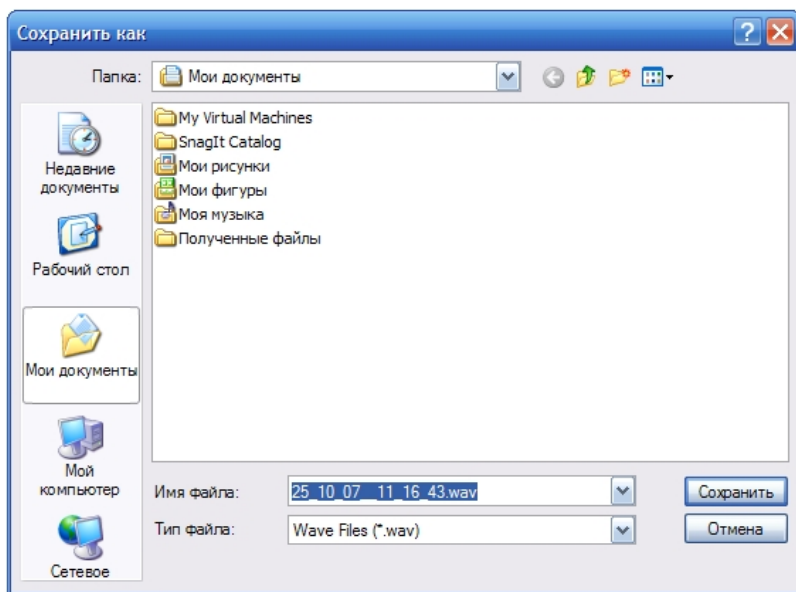 Сохранить как
Папка:
Мои документы
Недавние
документы
Рабочий стол
Мои документы
Мой
компьютер
Сетевое
My Virtual Machines
SnagIt Catalog
Мои рисунки
Мои фигуры
Моя музыка
Полученные файлы
Имя файла:
25_10_07__11_16_43.wav
Сохранить
Тип файла:
Wave Files (*.wav)
Отмена